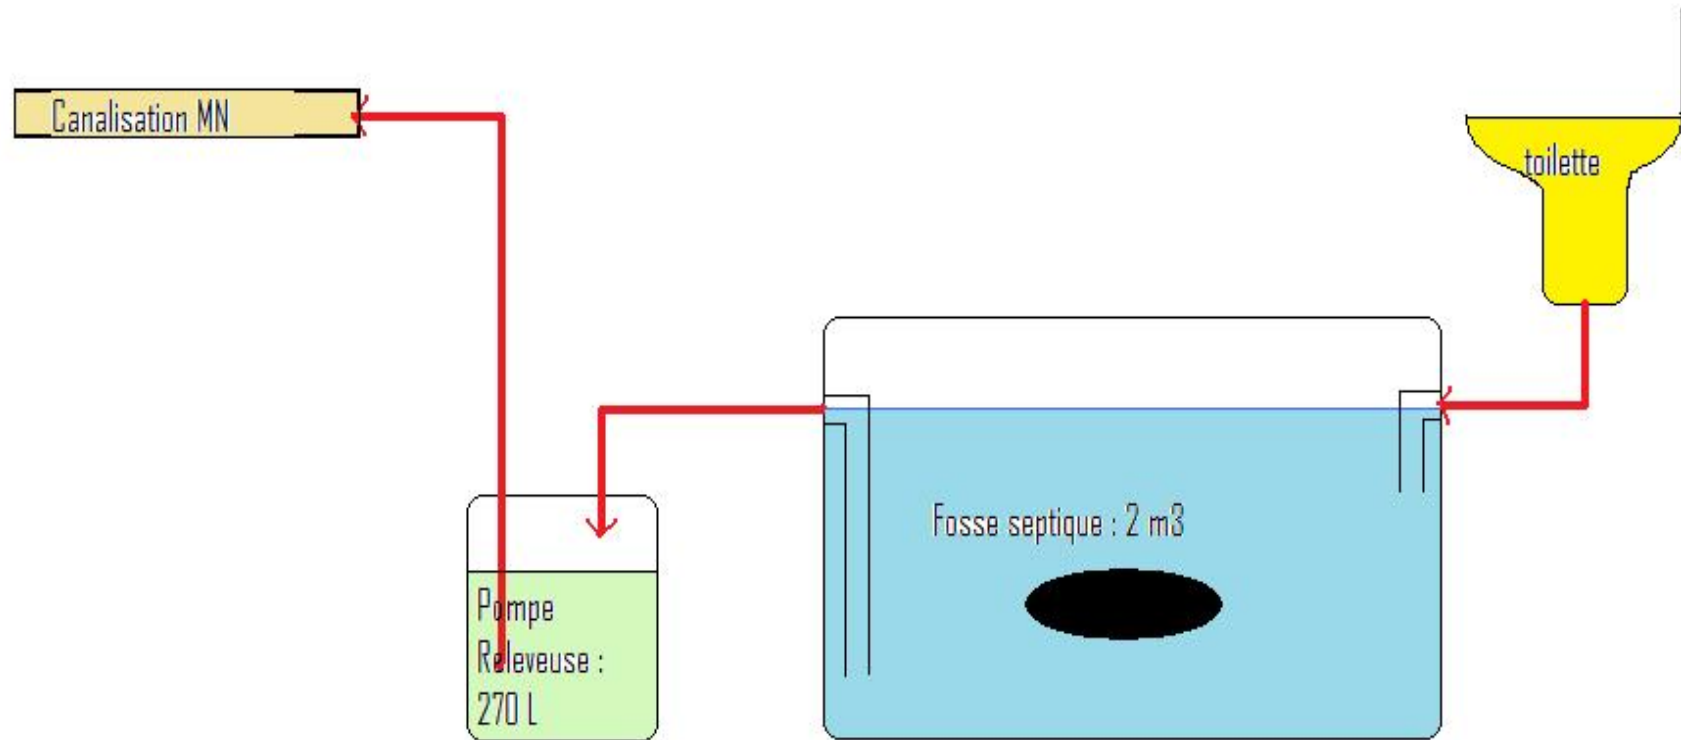 Canalisation MN
toilette
Fosse septique : 2 m3
Pompe
Releveuse :
270 L